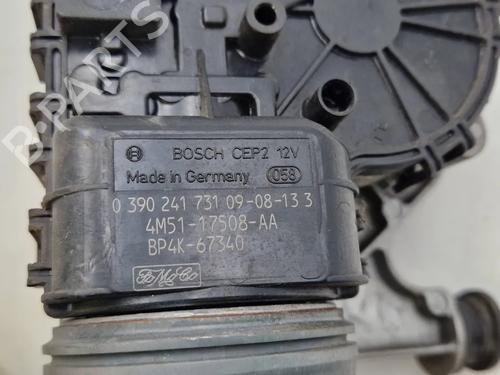 B-PARTS
BOSCH CEP2 12V
Made in Germany 058
0 390 241 731 09-08-13 3
4M51-17508-AA
BP4K-67340
FoMoCo